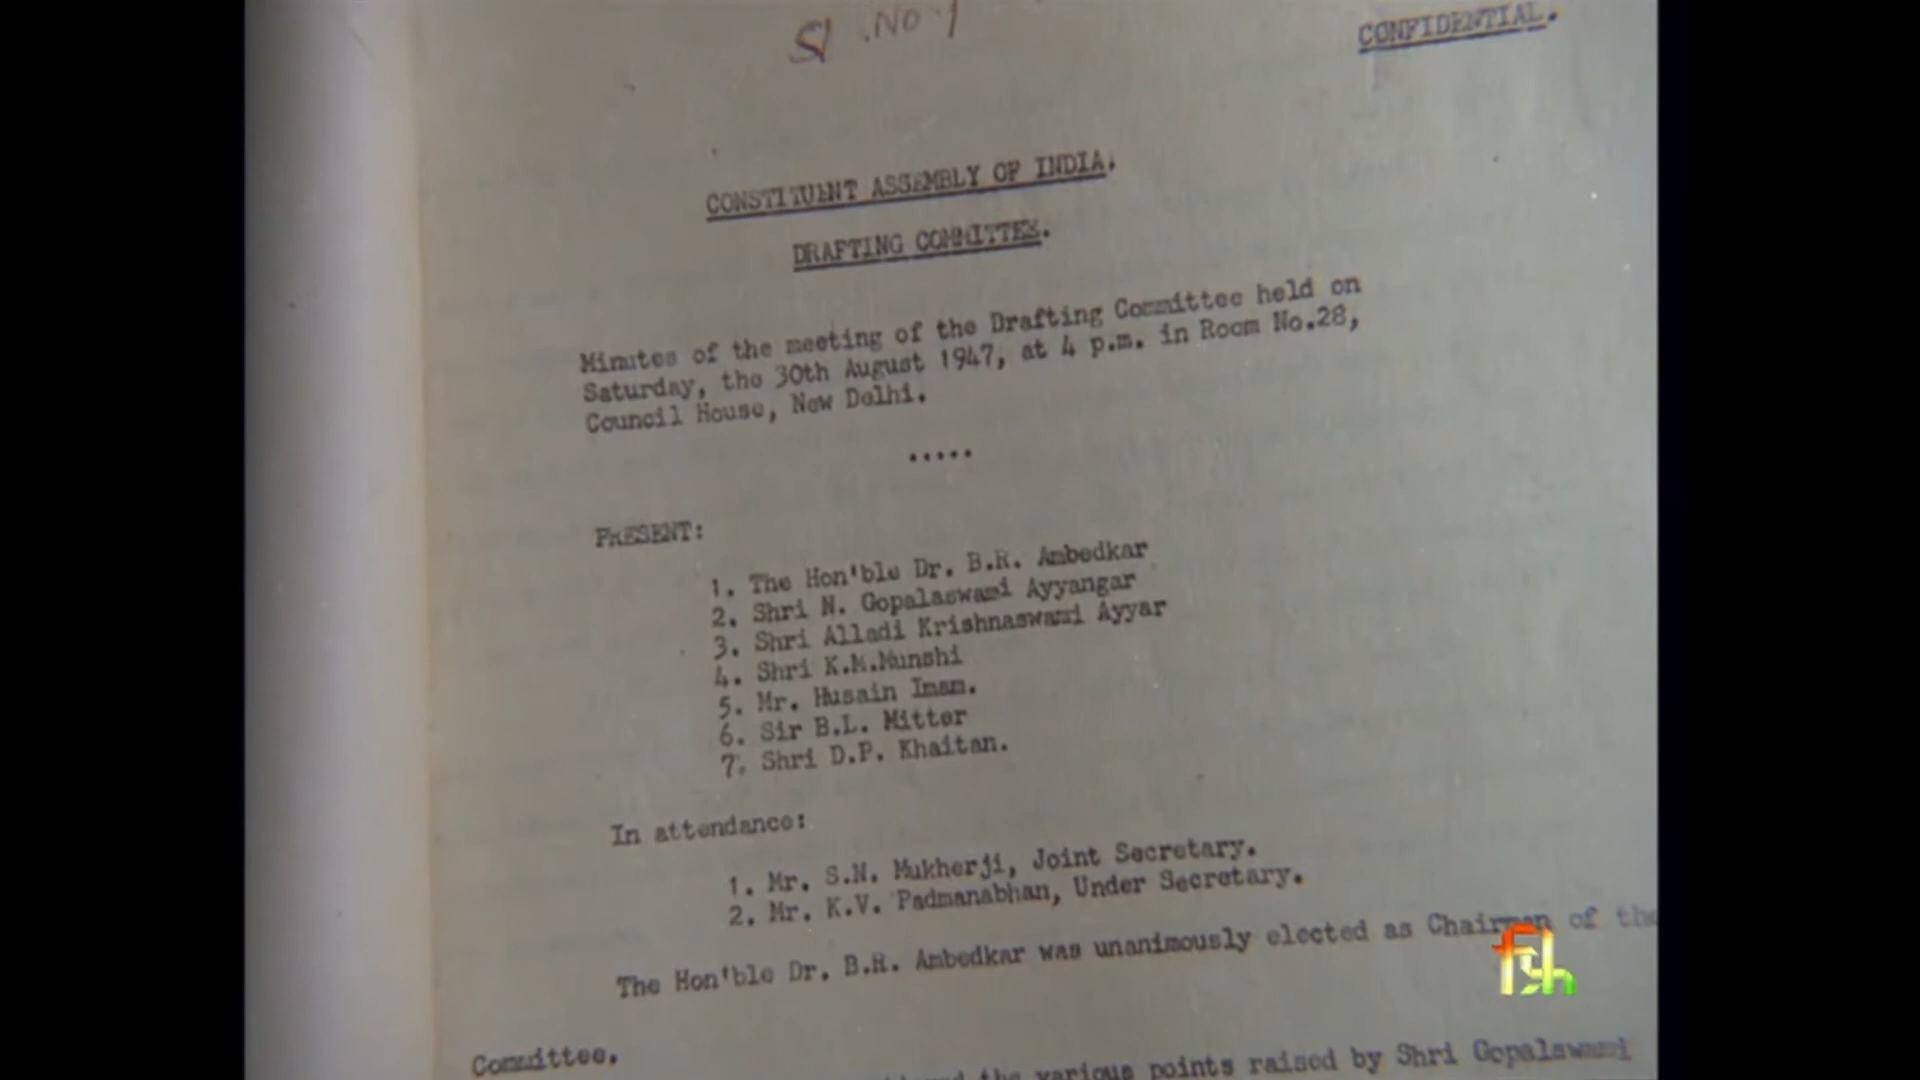 Sl .No.1
CONFIDENTIAL.
CONSTITUENT ASSEMBLY OF INDIA.
DRAFTING COMMITTEE.
Minutes of the meeting of the Drafting Committee held on
Saturday, the 30th August 1947, at 4 p.m. in Room No.28,
Council House, New Delhi.
.....
PRESENT:
1. The Hon'ble Dr. B.R. Ambedkar
2. Shri N. Gopalaswami Ayyangar
3. Shri Alladi Krishnaswami Ayyar
4. Shri K.M.Munshi
5. Mr. Husain Imam.
6. Sir B.L. Mitter
7. Shri D.P. Khaitan.
In attendance:
1. Mr. S.N. Mukherji, Joint Secretary.
2. Mr. K.V. Padmanabhan, Under Secretary.
The Hon'ble Dr. B.R. Ambedkar was unanimously elected as Chairman of the
Committee.
the various points raised by Shri Gopalswami